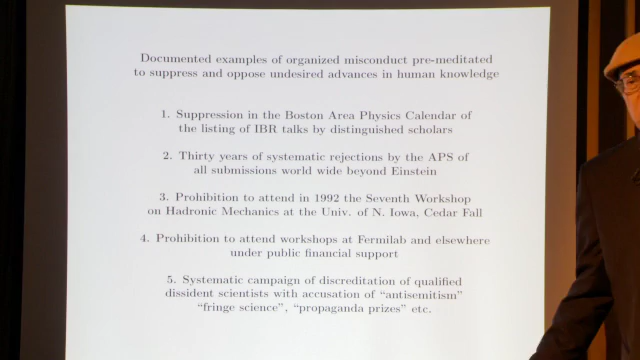 Documented examples of organized misconduct pre-meditated
to suppress and oppose undesired advances in human knowledge
1. Suppression in the Boston Area Physics Calendar of
the listing of IBR talks by distinguished scholars
2. Thirty years of systematic rejections by the APS of
all submissions world wide beyond Einstein
3. Prohibition to attend in 1992 the Seventh Workshop
on Hadronic Mechanics at the Univ. of N. Iowa, Cedar Fall
4. Prohibition to attend workshops at Fermilab and elsewhere
under public financial support
5. Systematic campaign of discreditation of qualified
dissident scientists with accusation of “antisemitism”
“fringe science”, “propaganda prizes” etc.